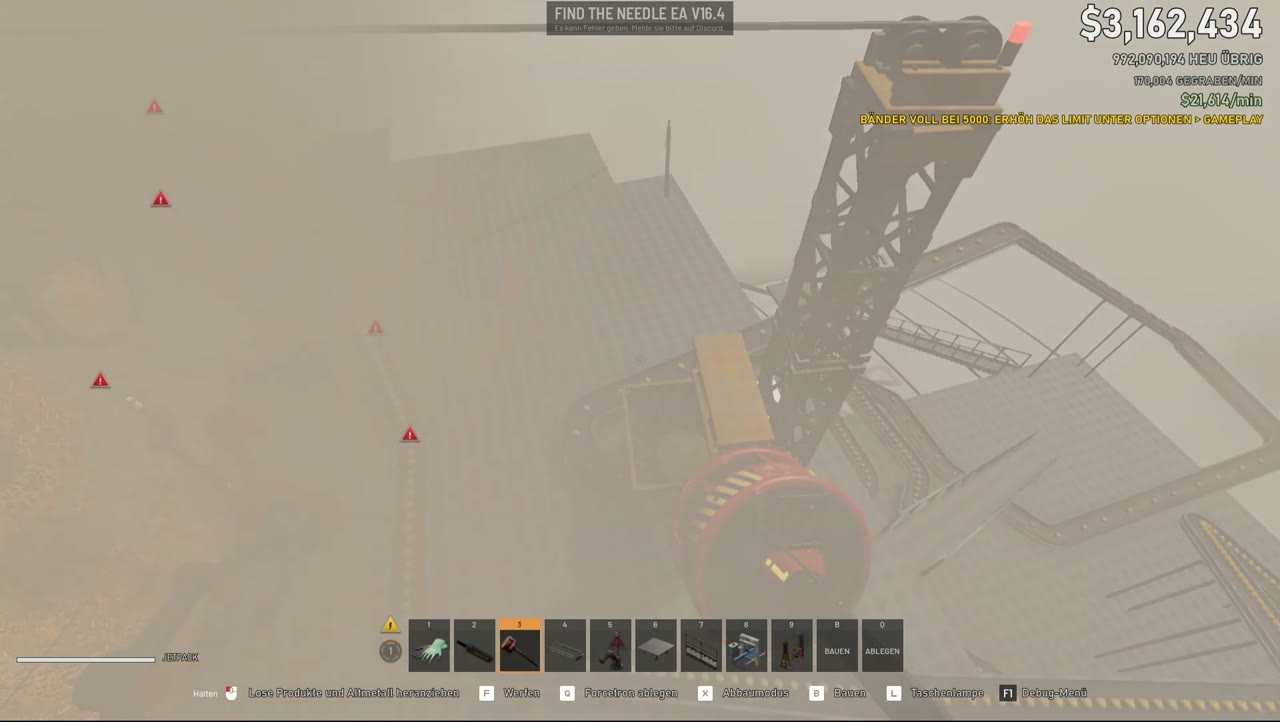 FIND THE NEEDLE EA V16.4
Es kann Fehler geben. Melde sie bitte auf Discord.
$3,162,434
992,090,194 HEU ÜBRIG
170,004 GEGRABEN/MIN
$21,614/min
BÄNDER VOLL BEI 5000: ERHÖH DAS LIMIT UNTER OPTIONEN > GAMEPLAY
1 2 3 4 5 6 7 8 9 B 0
1
BAUEN ABLEGEN
JETPACK
Halten Lose Produkte und Altmetall heranziehen F Werfen Q Forcetron ablegen X Abbaumodus B Bauen L Taschenlampe F1 Debug-Menü